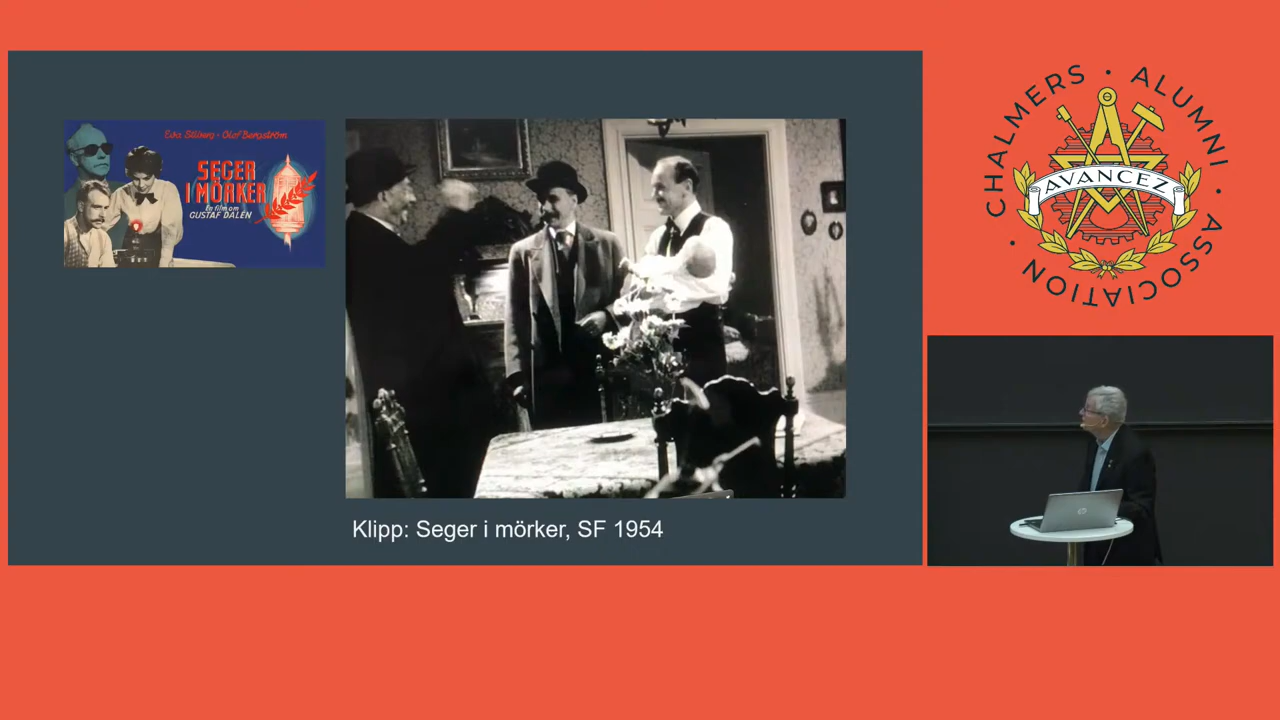 Eva Stiberg · Olof Bergström
SEGER
I MÖRKER
En film om
GUSTAF DALÉN
Klipp: Seger i mörker, SF 1954
CHALMERS · ALUMNI · ASSOCIATION ·
AVANCEZ
hp